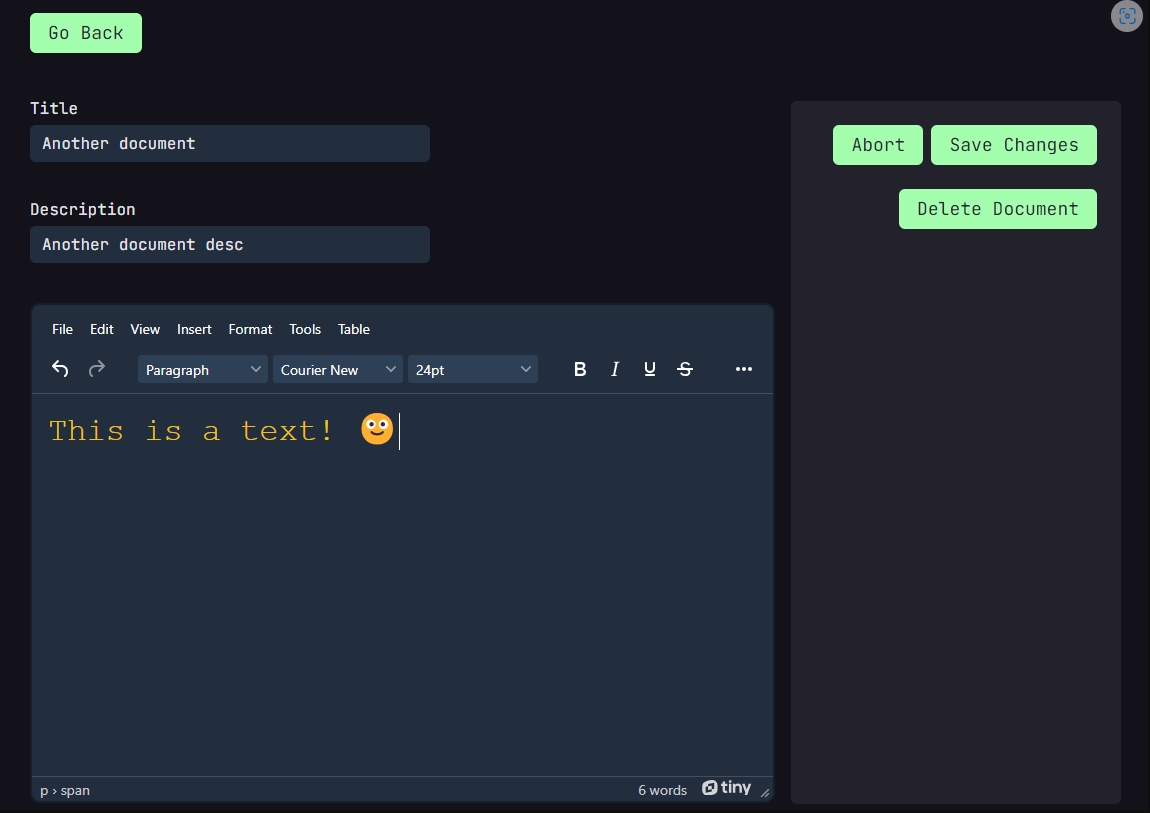 Go Back
Title
Another document
Description
Another document desc
Abort Save Changes
Delete Document
File Edit View Insert Format Tools Table
Paragraph Courier New 24pt B I U S
This is a text! 🙂
p › span 6 words tiny